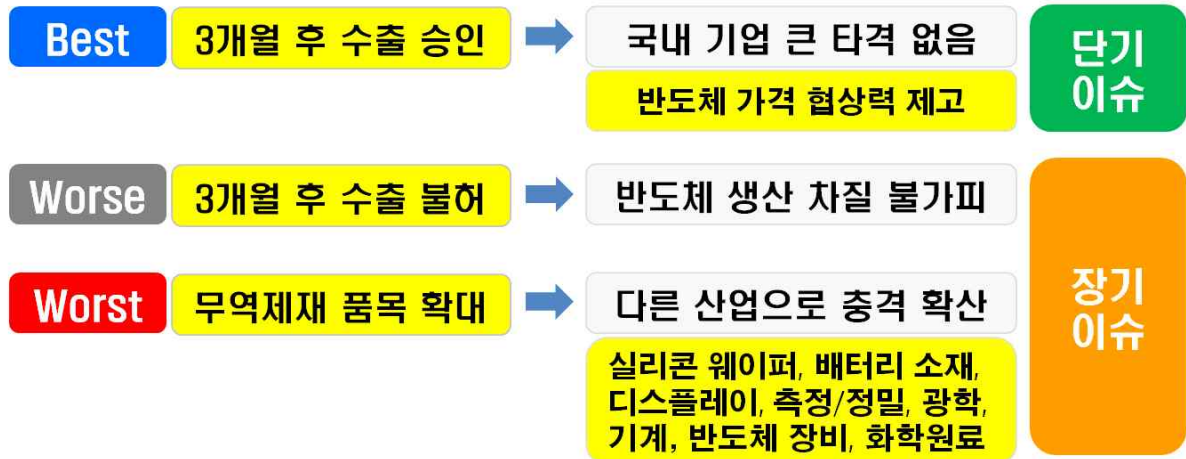 Best
3개월 후 수출 승인
국내 기업 큰 타격 없음
반도체 가격 협상력 제고
단기
이슈
Worse
3개월 후 수출 불허
반도체 생산 차질 불가피
Worst
무역제재 품목 확대
다른 산업으로 충격 확산
실리콘 웨이퍼, 배터리 소재,
디스플레이, 측정/정밀, 광학,
기계, 반도체 장비, 화학원료
장기
이슈